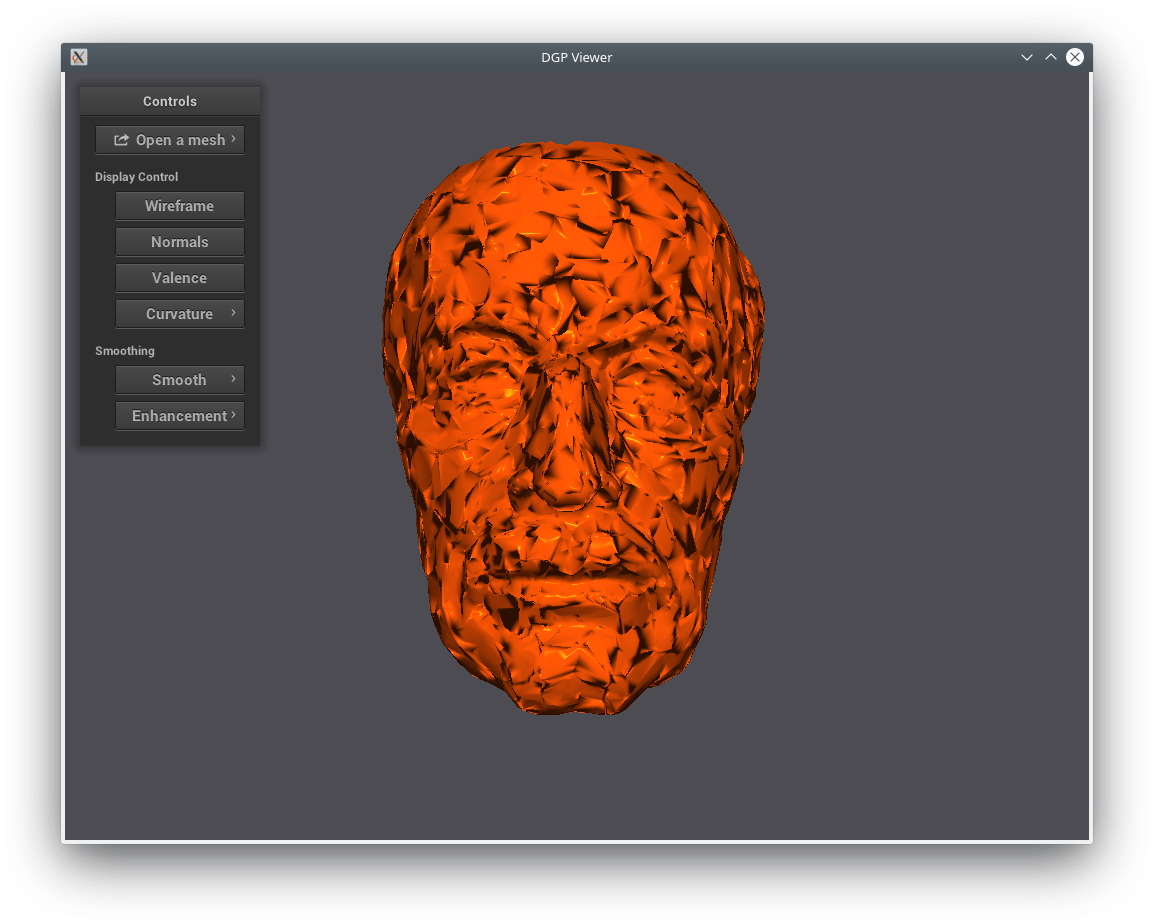 DGP Viewer
Controls
Open a mesh
Display Control
Wireframe
Normals
Valence
Curvature
Smoothing
Smooth
Enhancement